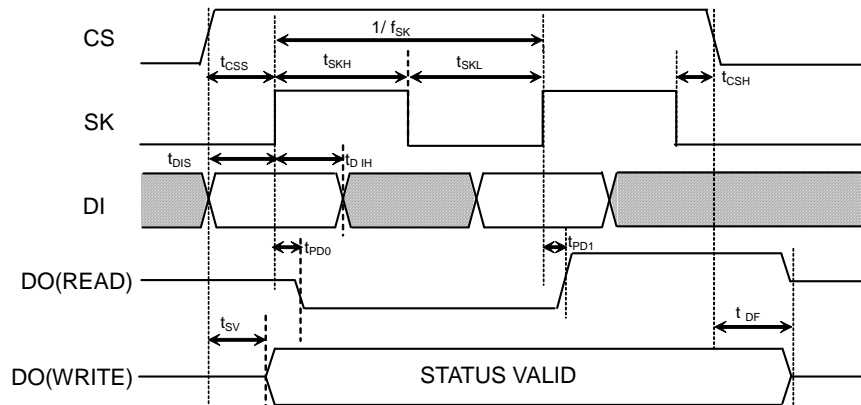 CS
1/ fSK
tCSS
tSKH
tSKL
tCSH
SK
tDIS
tD IH
DI
tPD0
tPD1
DO(READ)
tSV
t DF
DO(WRITE)
STATUS VALID